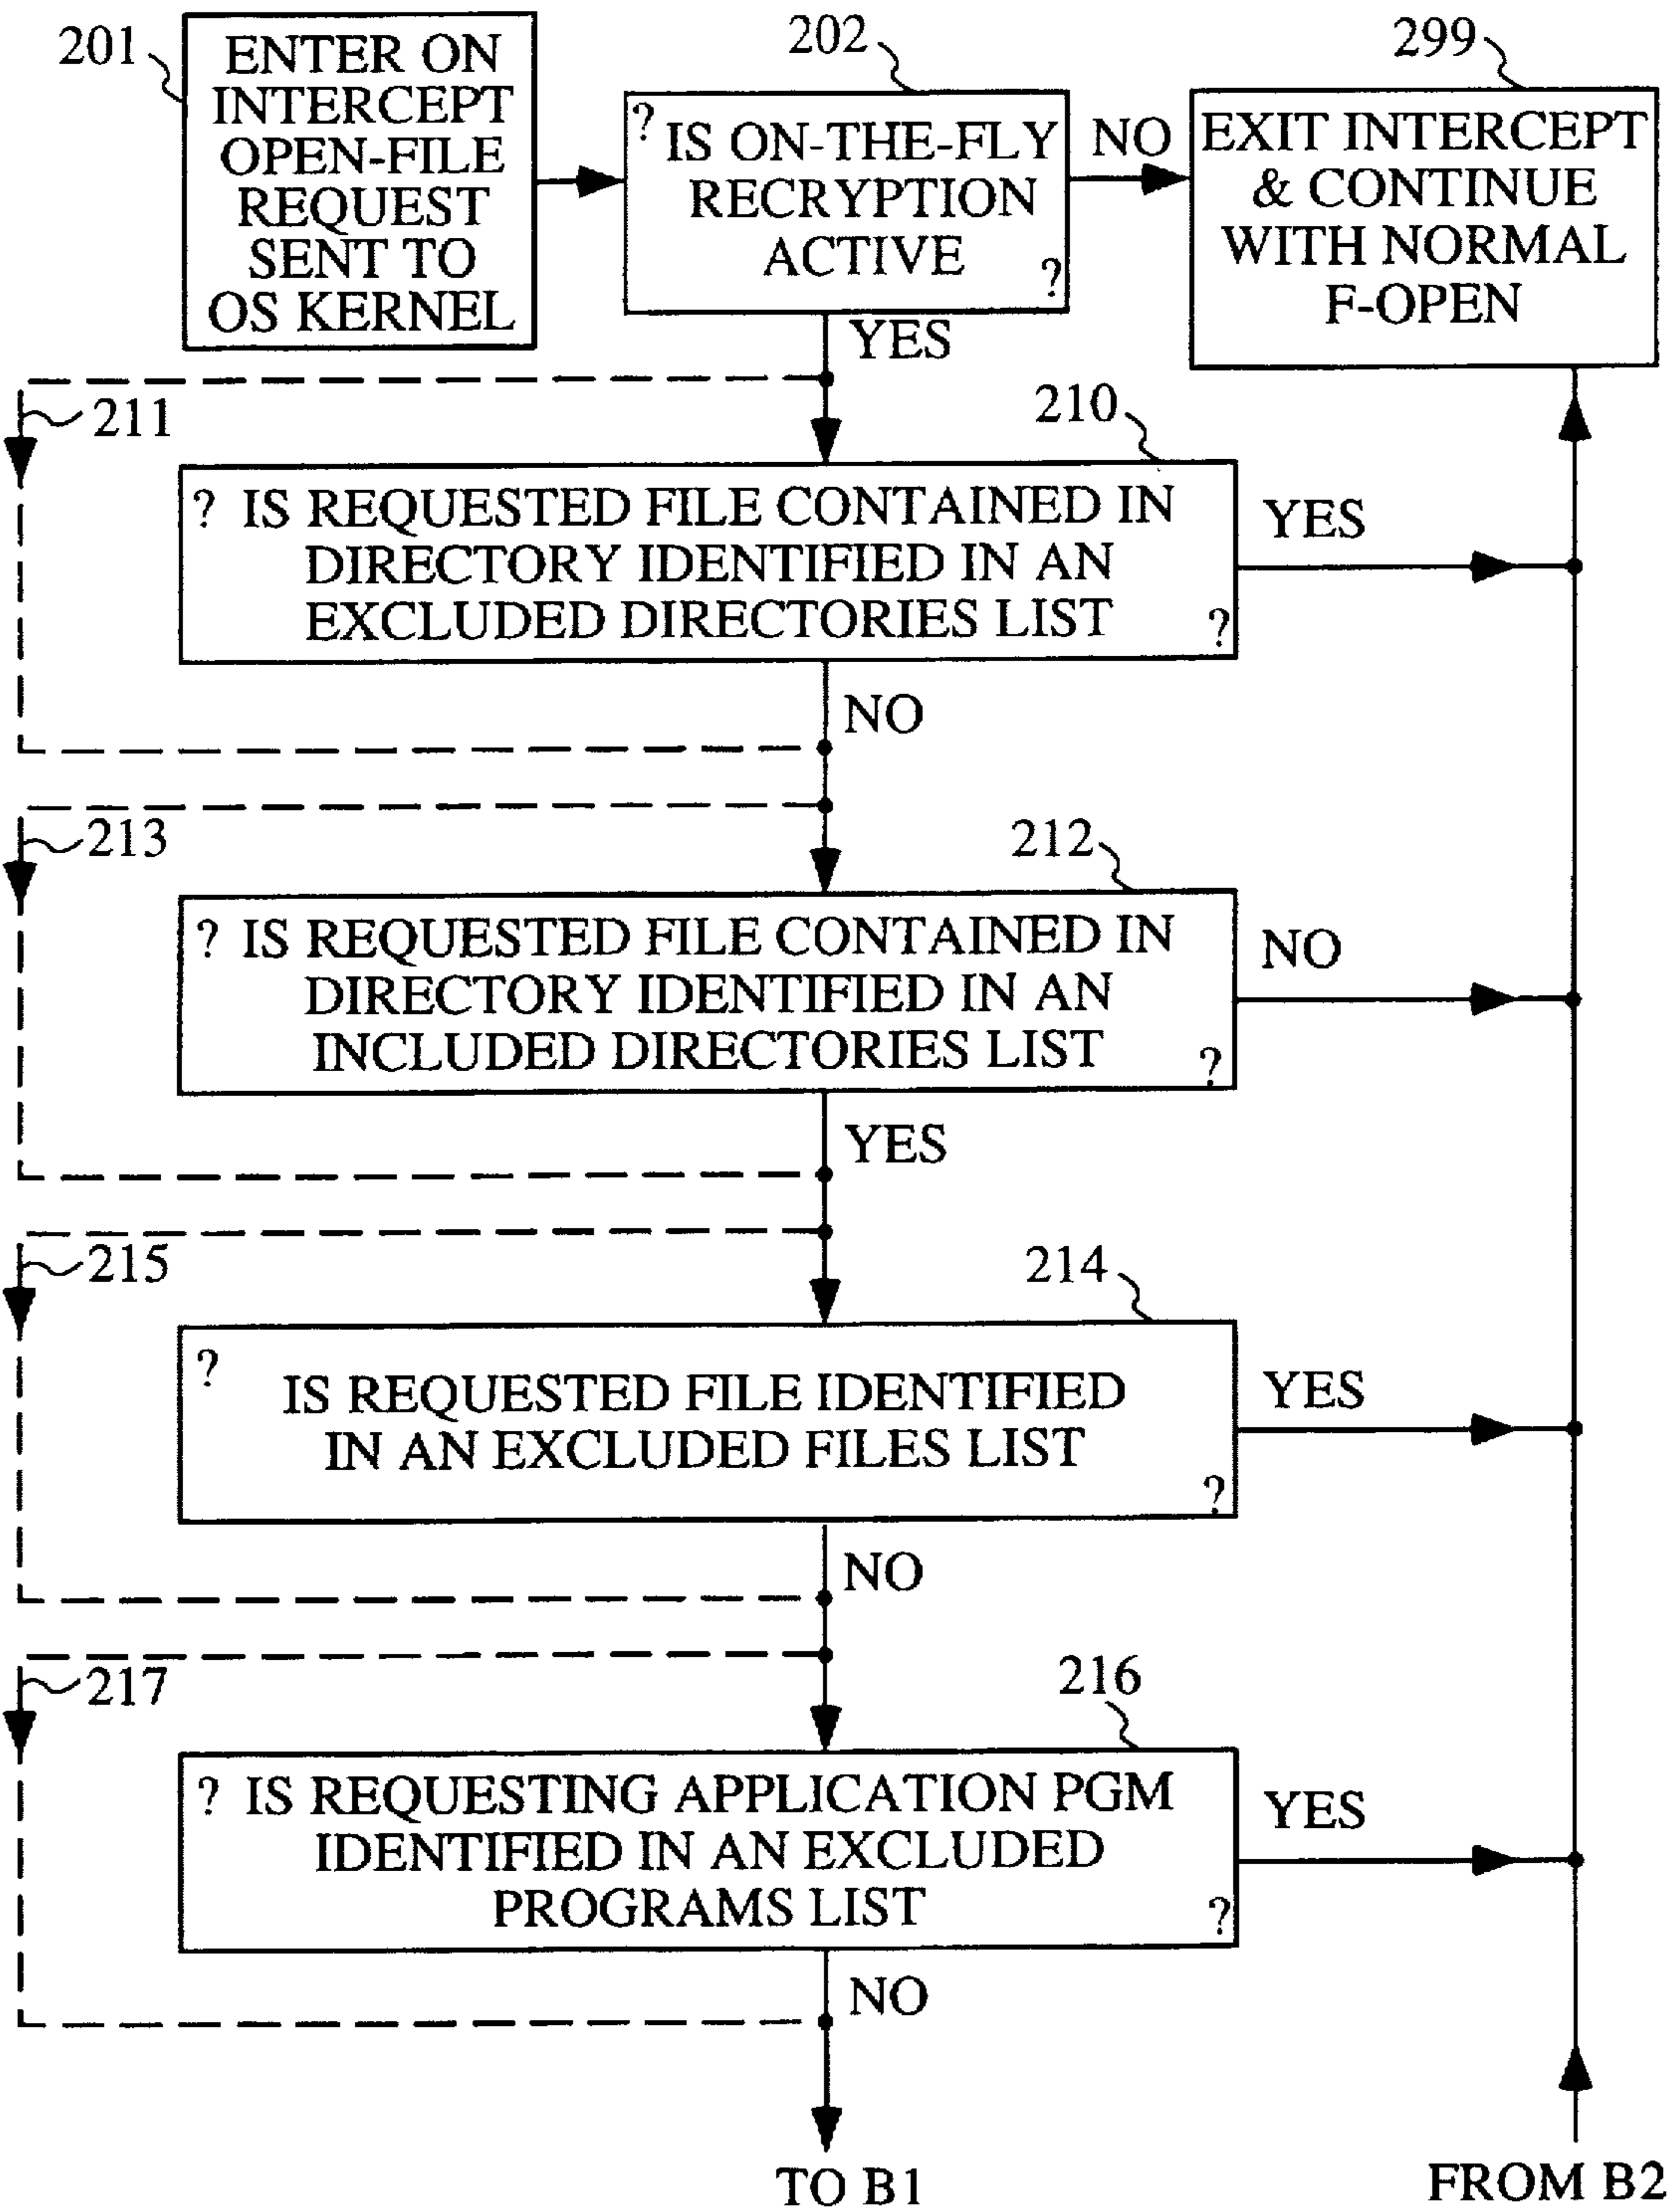 201
ENTER ON
INTERCEPT
OPEN-FILE
REQUEST
SENT TO
OS KERNEL
202
? IS ON-THE-FLY
RECRYPTION
ACTIVE
?
NO
299
EXIT INTERCEPT
& CONTINUE
WITH NORMAL
F-OPEN
YES
211
210
? IS REQUESTED FILE CONTAINED IN
DIRECTORY IDENTIFIED IN AN
EXCLUDED DIRECTORIES LIST
?
YES
NO
213
212
? IS REQUESTED FILE CONTAINED IN
DIRECTORY IDENTIFIED IN AN
INCLUDED DIRECTORIES LIST
?
NO
YES
215
214
?
IS REQUESTED FILE IDENTIFIED
IN AN EXCLUDED FILES LIST
?
YES
NO
217
216
? IS REQUESTING APPLICATION PGM
IDENTIFIED IN AN EXCLUDED
PROGRAMS LIST
?
YES
NO
TO B1
FROM B2